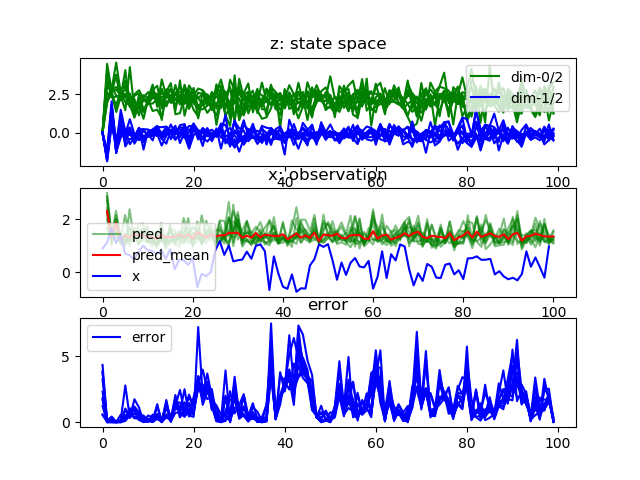 z: state space
2.5
0.0
dim-0/2
dim-1/2
0 20 40 60 80 100
x: observation
2
0
pred
pred_mean
x
0 20 40 60 80 100
error
5
0
error
0 20 40 60 80 100